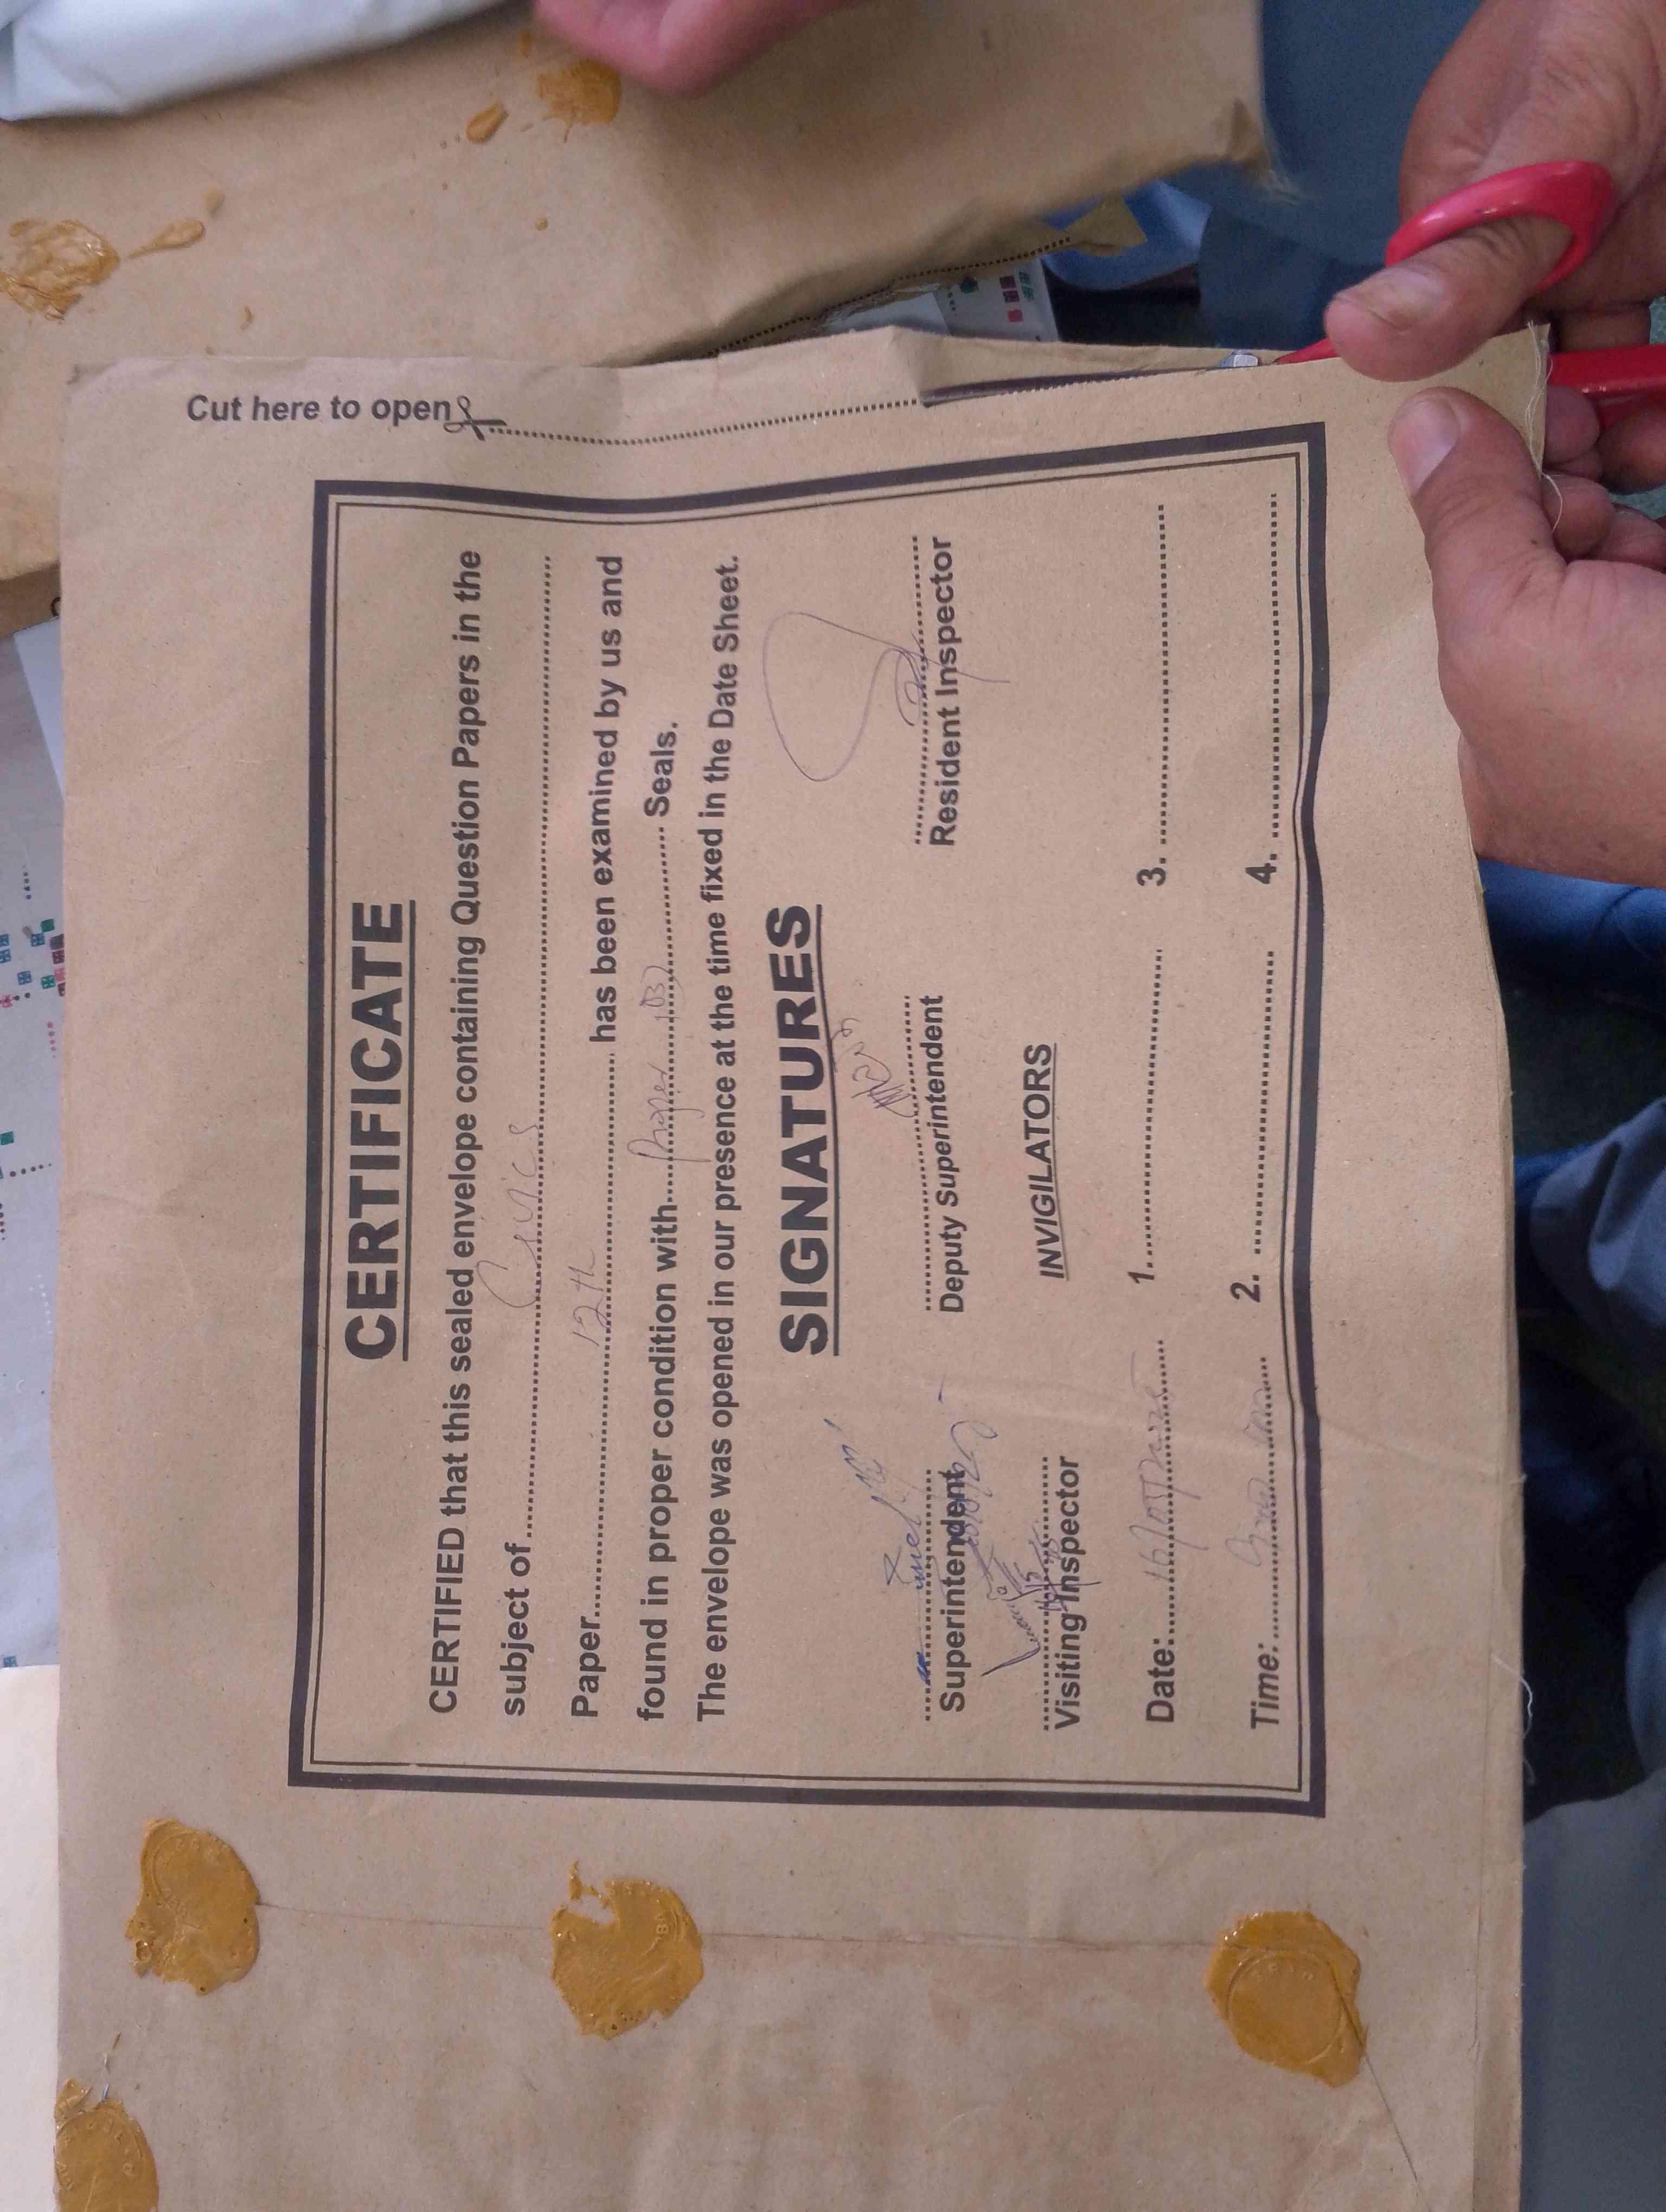 Cut here to open
CERTIFICATE
CERTIFIED that this sealed envelope containing Question Papers in the
subject of Civics
Paper 12th has been examined by us and
found in proper condition with Proper (03) Seals.
The envelope was opened in our presence at the time fixed in the Date Sheet.
SIGNATURES
Superintendent Deputy Superintendent Resident Inspector
Visiting Inspector
INVIGILATORS
Date: 1. 3.
Time: 2. 4.